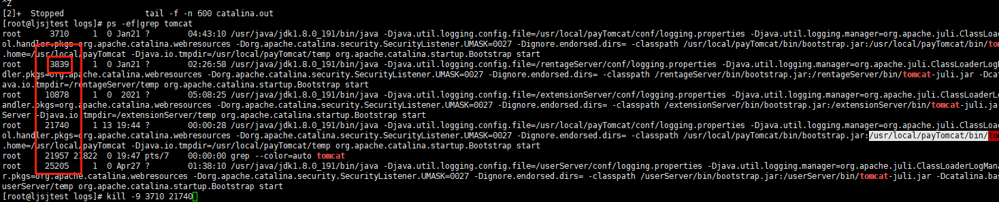 ^Z
[2]+  Stopped                 tail -f -n 600 catalina.out
[root@ljsjtest logs]# ps -ef|grep tomcat
root      3710     1  0 Jan21 ?        04:43:10 /usr/java/jdk1.8.0_191/bin/java -Djava.util.logging.config.file=/usr/local/payTomcat/conf/logging.properties -Djava.util.logging.manager=org.apache.juli.ClassLoa
ol.handler.pkgs=org.apache.catalina.webresources -Dorg.apache.catalina.security.SecurityListener.UMASK=0027 -Dignore.endorsed.dirs= -classpath /usr/local/payTomcat/bin/bootstrap.jar:/usr/local/payTomcat/bin/to
.home=/usr/local/payTomcat -Djava.io.tmpdir=/usr/local/payTomcat/temp org.apache.catalina.startup.Bootstrap start
root      3839     1  0 Jan21 ?        02:26:58 /usr/java/jdk1.8.0_191/bin/java -Djava.util.logging.config.file=/rentageServer/conf/logging.properties -Djava.util.logging.manager=org.apache.juli.ClassLoaderLog
dler.pkgs=org.apache.catalina.webresources -Dorg.apache.catalina.security.SecurityListener.UMASK=0027 -Dignore.endorsed.dirs= -classpath /rentageServer/bin/bootstrap.jar:/rentageServer/bin/tomcat-juli.jar -Dcat
ava.io.tmpdir=/rentageServer/temp org.apache.catalina.startup.Bootstrap start
root     10878     1  0  2021 ?        05:08:25 /usr/java/jdk1.8.0_191/bin/java -Djava.util.logging.config.file=/extensionServer/conf/logging.properties -Djava.util.logging.manager=org.apache.juli.ClassLoaderLo
andler.pkgs=org.apache.catalina.webresources -Dorg.apache.catalina.security.SecurityListener.UMASK=0027 -Dignore.endorsed.dirs= -classpath /extensionServer/bin/bootstrap.jar:/extensionServer/bin/tomcat-juli.ja
Server -Djava.io.tmpdir=/extensionServer/temp org.apache.catalina.startup.Bootstrap start
root     21740     1 13 19:44 ?        00:00:28 /usr/java/jdk1.8.0_191/bin/java -Djava.util.logging.config.file=/usr/local/payTomcat/conf/logging.properties -Djava.util.logging.manager=org.apache.juli.ClassLoa
ol.handler.pkgs=org.apache.catalina.webresources -Dorg.apache.catalina.security.SecurityListener.UMASK=0027 -Dignore.endorsed.dirs= -classpath /usr/local/payTomcat/bin/bootstrap.jar:/usr/local/payTomcat/bin/to
.home=/usr/local/payTomcat -Djava.io.tmpdir=/usr/local/payTomcat/temp org.apache.catalina.startup.Bootstrap start
root     21957 21822  0 19:47 pts/7    00:00:00 grep --color=auto tomcat
root     25205     1  0 Apr27 ?        01:38:10 /usr/java/jdk1.8.0_191/bin/java -Djava.util.logging.config.file=/userServer/conf/logging.properties -Djava.util.logging.manager=org.apache.juli.ClassLoaderLogMana
r.pkgs=org.apache.catalina.webresources -Dorg.apache.catalina.security.SecurityListener.UMASK=0027 -Dignore.endorsed.dirs= -classpath /userServer/bin/bootstrap.jar:/userServer/bin/tomcat-juli.jar -Dcatalina.bas
userServer/temp org.apache.catalina.startup.Bootstrap start
[root@ljsjtest logs]# kill -9 3710 21740